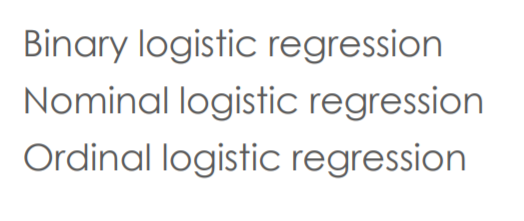 Binary logistic regression
Nominal logistic regression
Ordinal logistic regression